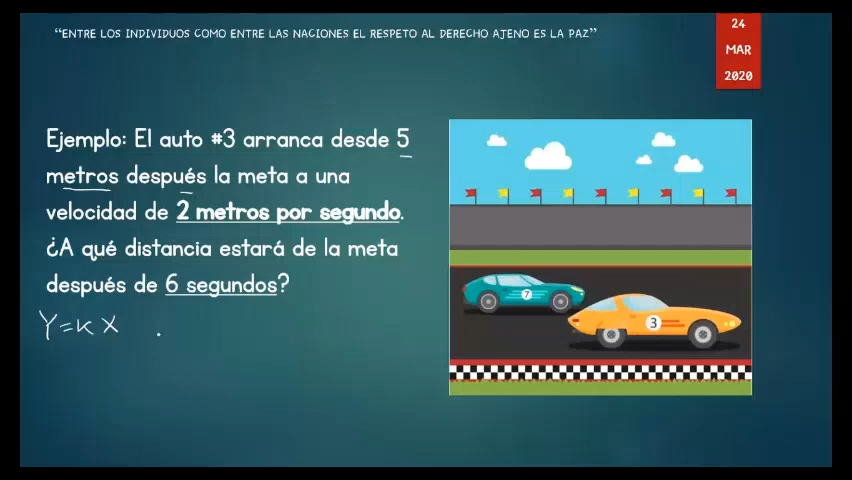 "ENTRE LOS INDIVIDUOS COMO ENTRE LAS NACIONES EL RESPETO AL DERECHO AJENO ES LA PAZ"
24
MAR
2020
Ejemplo: El auto #3 arranca desde 5
metros después la meta a una
velocidad de 2 metros por segundo.
¿A qué distancia estará de la meta
después de 6 segundos?
Y=KX
7
3